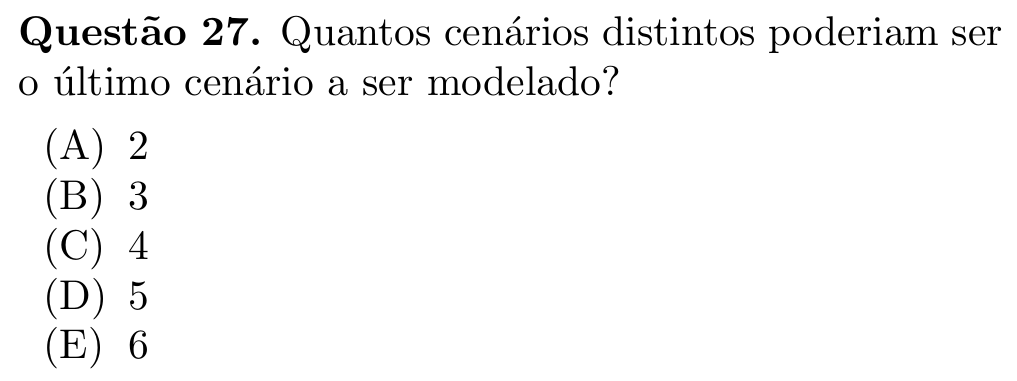 Questão 27. Quantos cenários distintos poderiam ser
o último cenário a ser modelado?
(A) 2
(B) 3
(C) 4
(D) 5
(E) 6